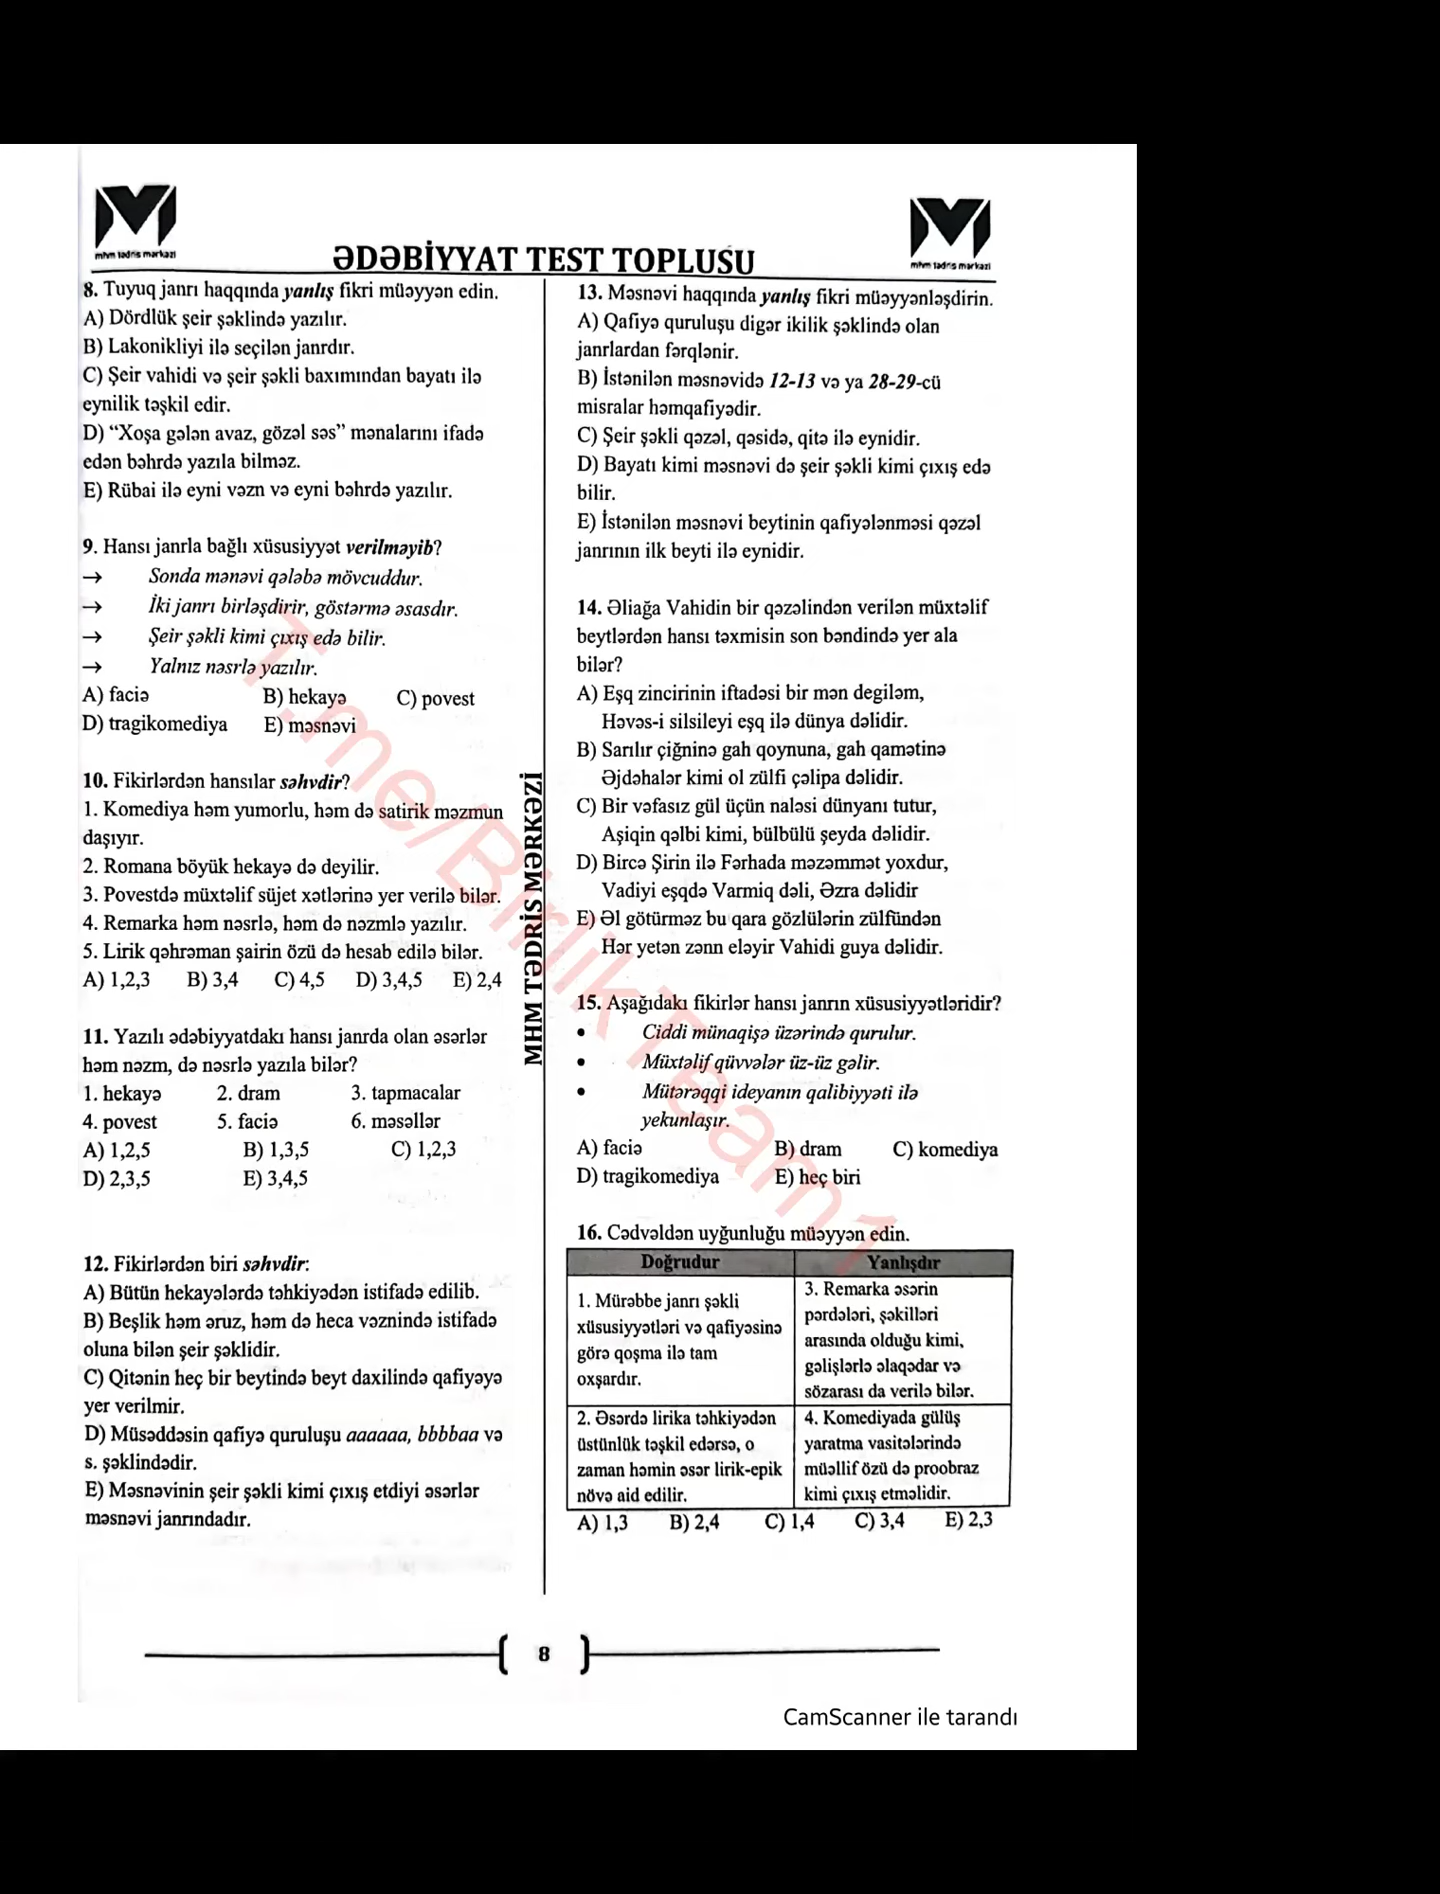 mhm tədris mərkəzi
ƏDƏBİYYAT TEST TOPLUSU
mhm tədris mərkəzi
8. Tuyuq janrı haqqında yanlış fikri müəyyən edin.
A) Dördlük şeir şəklində yazılır.
B) Lakonikliyi ilə seçilən janrdır.
C) Şeir vahidi və şeir şəkli baxımından bayatı ilə
eynilik təşkil edir.
D) “Xoşa gələn avaz, gözəl səs” mənalarını ifadə
edən bəhrdə yazıla bilməz.
E) Rübai ilə eyni vəzn və eyni bəhrdə yazılır.
9. Hansı janrla bağlı xüsusiyyət verilməyib?
→ Sonda mənəvi qələbə mövcuddur.
→ İki janrı birləşdirir, göstərmə əsasdır.
→ Şeir şəkli kimi çıxış edə bilir.
→ Yalnız nəsrlə yazılır.
A) faciə B) hekayə C) povest
D) tragikomediya E) məsnəvi
10. Fikirlərdən hansılar səhvdir?
1. Komediya həm yumorlu, həm də satirik məzmun
daşıyır.
2. Romana böyük hekayə də deyilir.
3. Povestdə müxtəlif süjet xətlərinə yer verilə bilər.
4. Remarka həm nəsrlə, həm də nəzmlə yazılır.
5. Lirik qəhrəman şairin özü də hesab edilə bilər.
A) 1,2,3 B) 3,4 C) 4,5 D) 3,4,5 E) 2,4
11. Yazılı ədəbiyyatdakı hansı janrda olan əsərlər
həm nəzm, də nəsrlə yazıla bilər?
1. hekayə 2. dram 3. tapmacalar
4. povest 5. faciə 6. məsəllər
A) 1,2,5 B) 1,3,5 C) 1,2,3
D) 2,3,5 E) 3,4,5
12. Fikirlərdən biri səhvdir:
A) Bütün hekayələrdə təhkiyədən istifadə edilib.
B) Beşlik həm əruz, həm də heca vəznində istifadə
oluna bilən şeir şəklidir.
C) Qitənin heç bir beytində beyt daxilində qafiyəyə
yer verilmir.
D) Müsəddəsin qafiyə quruluşu aaaaaa, bbbbaa və
s. şəklindədir.
E) Məsnəvinin şeir şəkli kimi çıxış etdiyi əsərlər
məsnəvi janrındadır.
MHM TƏDRİS MƏRKƏZİ
13. Məsnəvi haqqında yanlış fikri müəyyənləşdirin.
A) Qafiyə quruluşu digər ikilik şəklində olan
janrlardan fərqlənir.
B) İstənilən məsnəvidə 12-13 və ya 28-29-cü
misralar həmqafiyədir.
C) Şeir şəkli qəzəl, qəsidə, qitə ilə eynidir.
D) Bayatı kimi məsnəvi də şeir şəkli kimi çıxış edə
bilir.
E) İstənilən məsnəvi beytinin qafiyələnməsi qəzəl
janrının ilk beyti ilə eynidir.
14. Əliağa Vahidin bir qəzəlindən verilən müxtəlif
beytlərdən hansı təxmisin son bəndində yer ala
bilər?
A) Eşq zincirinin iftadəsi bir mən degiləm,
Həvəs-i silsileyi eşq ilə dünya dəlidir.
B) Sarılır çiğninə gah qoynuna, gah qamətinə
Əjdəhalər kimi ol zülfi çəlipa dəlidir.
C) Bir vəfasız gül üçün naləsi dünyanı tutur,
Aşiqin qəlbi kimi, bülbülü şeyda dəlidir.
D) Bircə Şirin ilə Fərhada məzəmmət yoxdur,
Vadiyi eşqdə Varmiq dəli, Əzra dəlidir
E) Əl götürməz bu qara gözlülərin zülfündən
Hər yetən zənn eləyir Vahidi guya dəlidir.
15. Aşağıdakı fikirlər hansı janrın xüsusiyyətləridir?
• Ciddi münaqişə üzərində qurulur.
• Müxtəlif qüvvələr üz-üz gəlir.
• Mütərəqqi ideyanın qalibiyyəti ilə
yekunlaşır.
A) faciə B) dram C) komediya
D) tragikomediya E) heç biri
16. Cədvəldən uyğunluğu müəyyən edin.
Doğrudur Yanlışdır
1. Mürəbbe janrı şəkli
xüsusiyyətləri və qafiyəsinə
görə qoşma ilə tam
oxşardır.
3. Remarka əsərin
pərdələri, şəkilləri
arasında olduğu kimi,
gəlişlərlə əlaqədar və
sözarası da verilə bilər.
2. Əsərdə lirika təhkiyədən
üstünlük təşkil edərsə, o
zaman həmin əsər lirik-epik
növə aid edilir.
4. Komediyada gülüş
yaratma vasitələrində
müəllif özü də proobraz
kimi çıxış etməlidir.
A) 1,3 B) 2,4 C) 1,4 C) 3,4 E) 2,3
T.me/BirlikTeam1
8
CamScanner ile tarandı